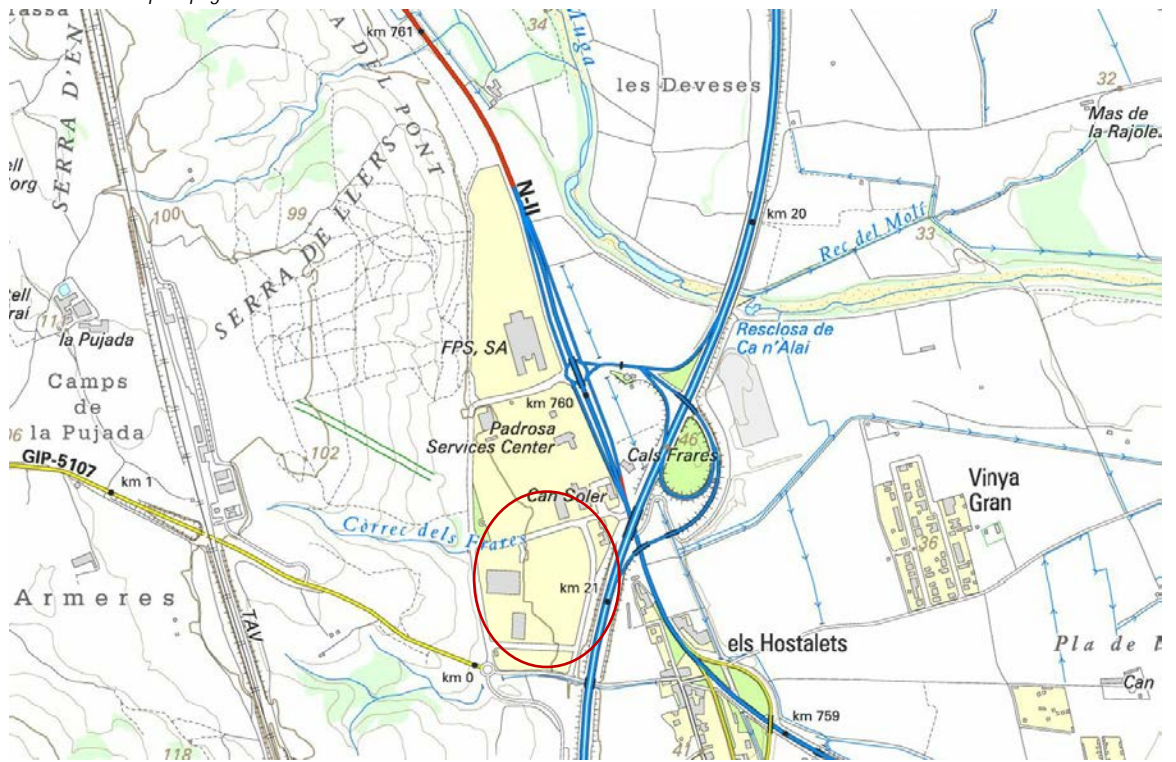 km 761
34
Muga
les Deveses
32
Mas de
la Rajole
SERRA D'EN
A DEL PONT
100
99
SERRA DE LLERS
N-II
km 20
Rec del Molí
33
la Pujada
FPS, SA
Resclosa de
Ca n'Alai
Camps
de
la Pujada
km 760
Padrosa
Services Center
46
Cals Frares
102
GIP-5107
km 1
Vinya
Gran
Can Soler
Còrrec dels Frares
36
Armeres
km 21
TAV
els Hostalets
Pla de
km 0
Can
km 759
118
41